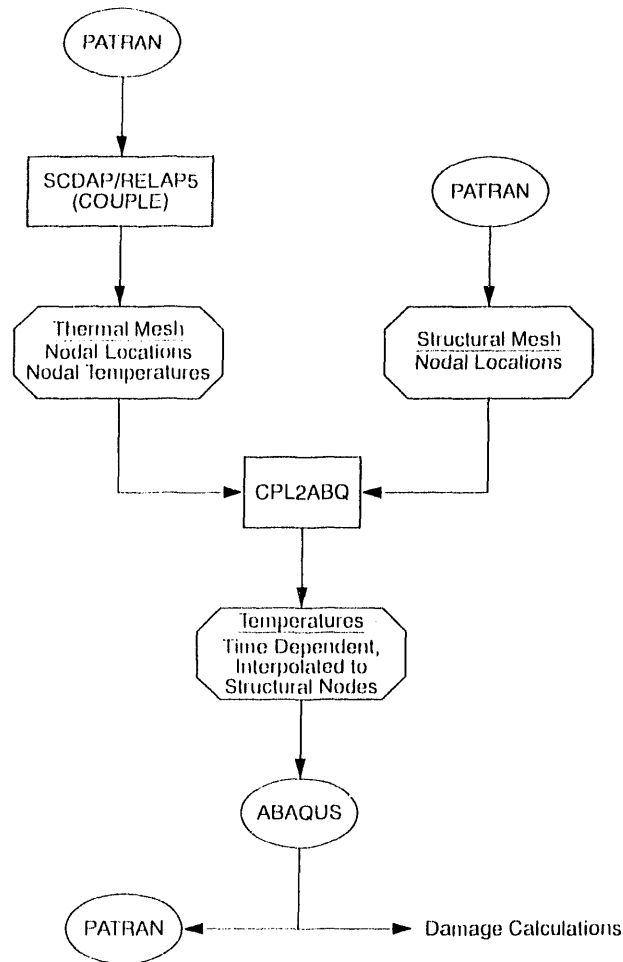 PATRAN
SCDAP/RELAP5
(COUPLE)
PATRAN
Thermal Mesh
Nodal Locations
Nodal Temperatures
Structural Mesh
Nodal Locations
CPL2ABQ
Temperatures
Time Dependent,
Interpolated to
Structural Nodes
ABAQUS
PATRAN
Damage Calculations